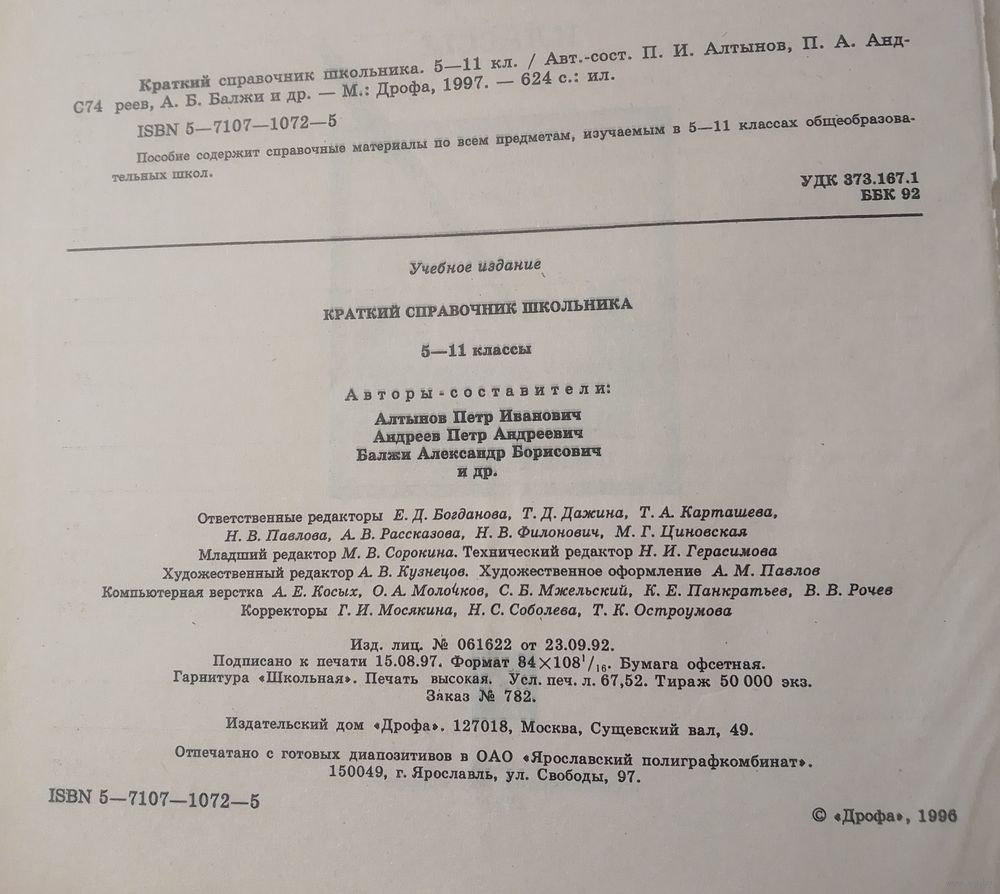 Краткий справочник школьника. 5—11 кл. / Авт.-сост. П. И. Алтынов, П. А. Анд-
С74 реев, А. Б. Балжи и др. — М.: Дрофа, 1997. — 624 с.: ил.
ISBN 5—7107—1072—5
Пособие содержит справочные материалы по всем предметам, изучаемым в 5—11 классах общеобразова-
тельных школ.
УДК 373.167.1
ББК 92
Учебное издание
КРАТКИЙ СПРАВОЧНИК ШКОЛЬНИКА
5—11 классы
Авторы-составители:
Алтынов Петр Иванович
Андреев Петр Андреевич
Балжи Александр Борисович
и др.
Ответственные редакторы Е. Д. Богданова, Т. Д. Дажина, Т. А. Карташева,
Н. В. Павлова, А. В. Рассказова, Н. В. Филонович, М. Г. Циновская
Младший редактор М. В. Сорокина. Технический редактор Н. И. Герасимова
Художественный редактор А. В. Кузнецов. Художественное оформление А. М. Павлов
Компьютерная верстка А. Е. Косых, О. А. Молочков, С. Б. Мжельский, К. Е. Панкратьев, В. В. Рочев
Корректоры Г. И. Мосякина, Н. С. Соболева, Т. К. Остроумова
Изд. лиц. № 061622 от 23.09.92.
Подписано к печати 15.08.97. Формат 84×108¹/₁₆. Бумага офсетная.
Гарнитура «Школьная». Печать высокая. Усл. печ. л. 67,52. Тираж 50 000 экз.
Заказ № 782.
Издательский дом «Дрофа». 127018, Москва, Сущевский вал, 49.
Отпечатано с готовых диапозитивов в ОАО «Ярославский полиграфкомбинат».
150049, г. Ярославль, ул. Свободы, 97.
ISBN 5—7107—1072—5
© «Дрофа», 1996